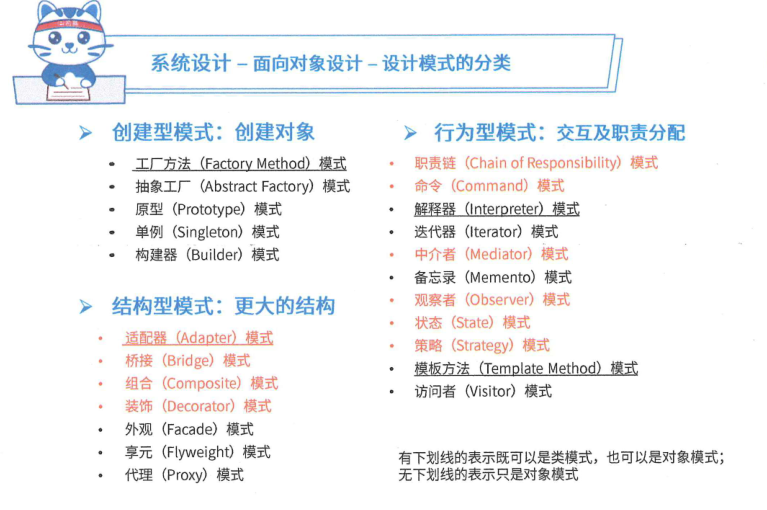 系统设计 – 面向对象设计 – 设计模式的分类
➢ 创建型模式：创建对象
• 工厂方法（Factory Method）模式
• 抽象工厂（Abstract Factory）模式
• 原型（Prototype）模式
• 单例（Singleton）模式
• 构建器（Builder）模式
➢ 结构型模式：更大的结构
• 适配器（Adapter）模式
• 桥接（Bridge）模式
• 组合（Composite）模式
• 装饰（Decorator）模式
• 外观（Facade）模式
• 享元（Flyweight）模式
• 代理（Proxy）模式
➢ 行为型模式：交互及职责分配
• 职责链（Chain of Responsibility）模式
• 命令（Command）模式
• 解释器（Interpreter）模式
• 迭代器（Iterator）模式
• 中介者（Mediator）模式
• 备忘录（Memento）模式
• 观察者（Observer）模式
• 状态（State）模式
• 策略（Strategy）模式
• 模板方法（Template Method）模式
• 访问者（Visitor）模式
有下划线的表示既可以是类模式，也可以是对象模式；
无下划线的表示只是对象模式